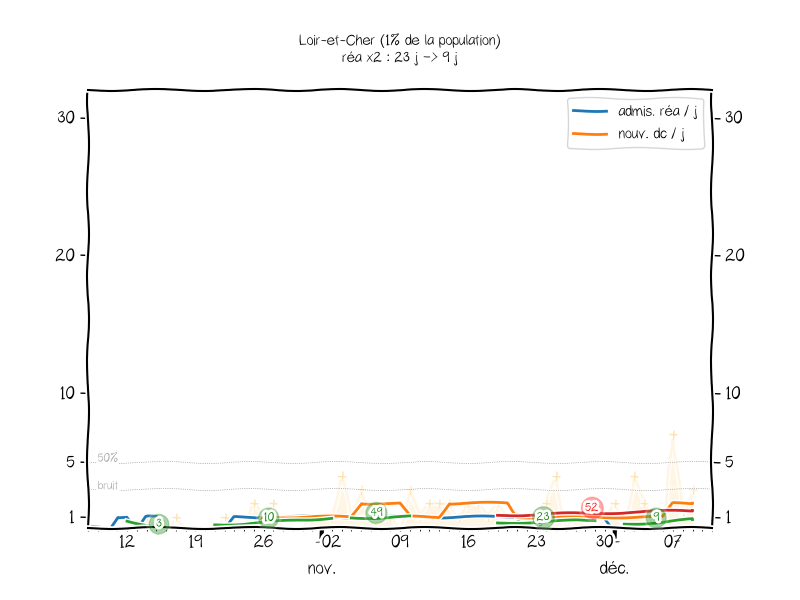 Loir-et-Cher (1% de la population)
réa x2 : 23 j -> 9 j
admis. réa / j
nouv. dc / j
30 30
20 20
10 10
5 5
1 1
50%
bruit
3 10 49 23 52 9
12 19 26 02 09 16 23 30 07
nov. déc.